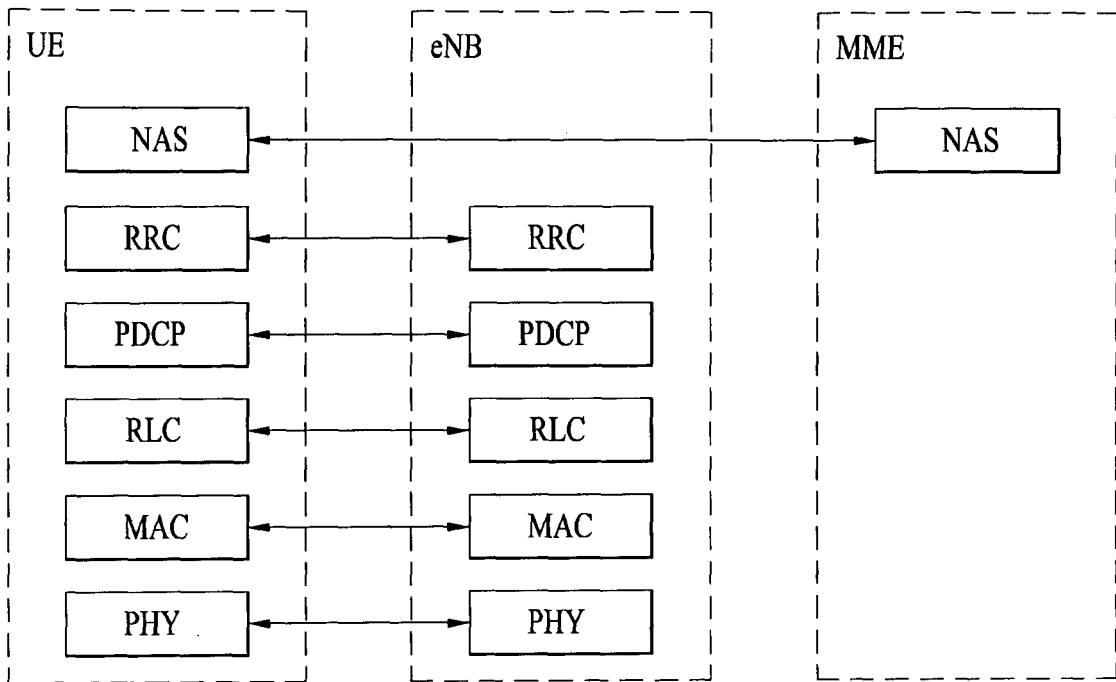 UE
eNB
MME
NAS
NAS
RRC
RRC
PDCP
PDCP
RLC
RLC
MAC
MAC
PHY
PHY